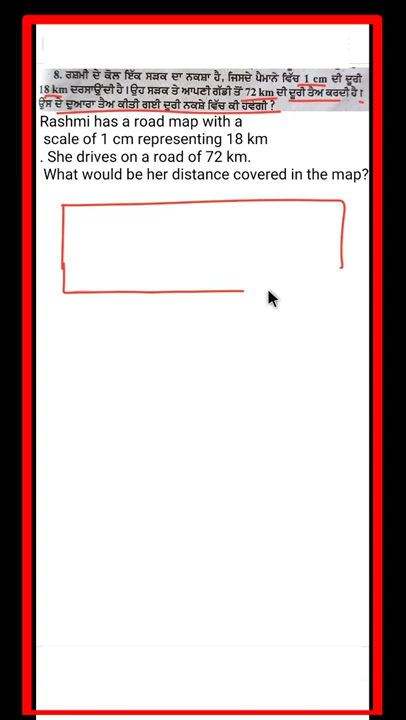 8. ਰਸ਼ਮੀ ਦੇ ਕੋਲ ਇੱਕ ਸੜਕ ਦਾ ਨਕਸ਼ਾ ਹੈ, ਜਿਸਦੇ ਪੈਮਾਨੇ ਵਿੱਚ 1 cm ਦੀ ਦੂਰੀ
18 km ਦਰਸਾਉਂਦੀ ਹੈ। ਉਹ ਸੜਕ ਤੇ ਆਪਣੀ ਗੱਡੀ ਤੋਂ 72 km ਦੀ ਦੂਰੀ ਤੈਅ ਕਰਦੀ ਹੈ।
ਉਸ ਦੇ ਦੁਆਰਾ ਤੈਅ ਕੀਤੀ ਗਈ ਦੂਰੀ ਨਕਸ਼ੇ ਵਿੱਚ ਕੀ ਹੋਵੇਗੀ ?
Rashmi has a road map with a
scale of 1 cm representing 18 km
. She drives on a road of 72 km.
What would be her distance covered in the map?